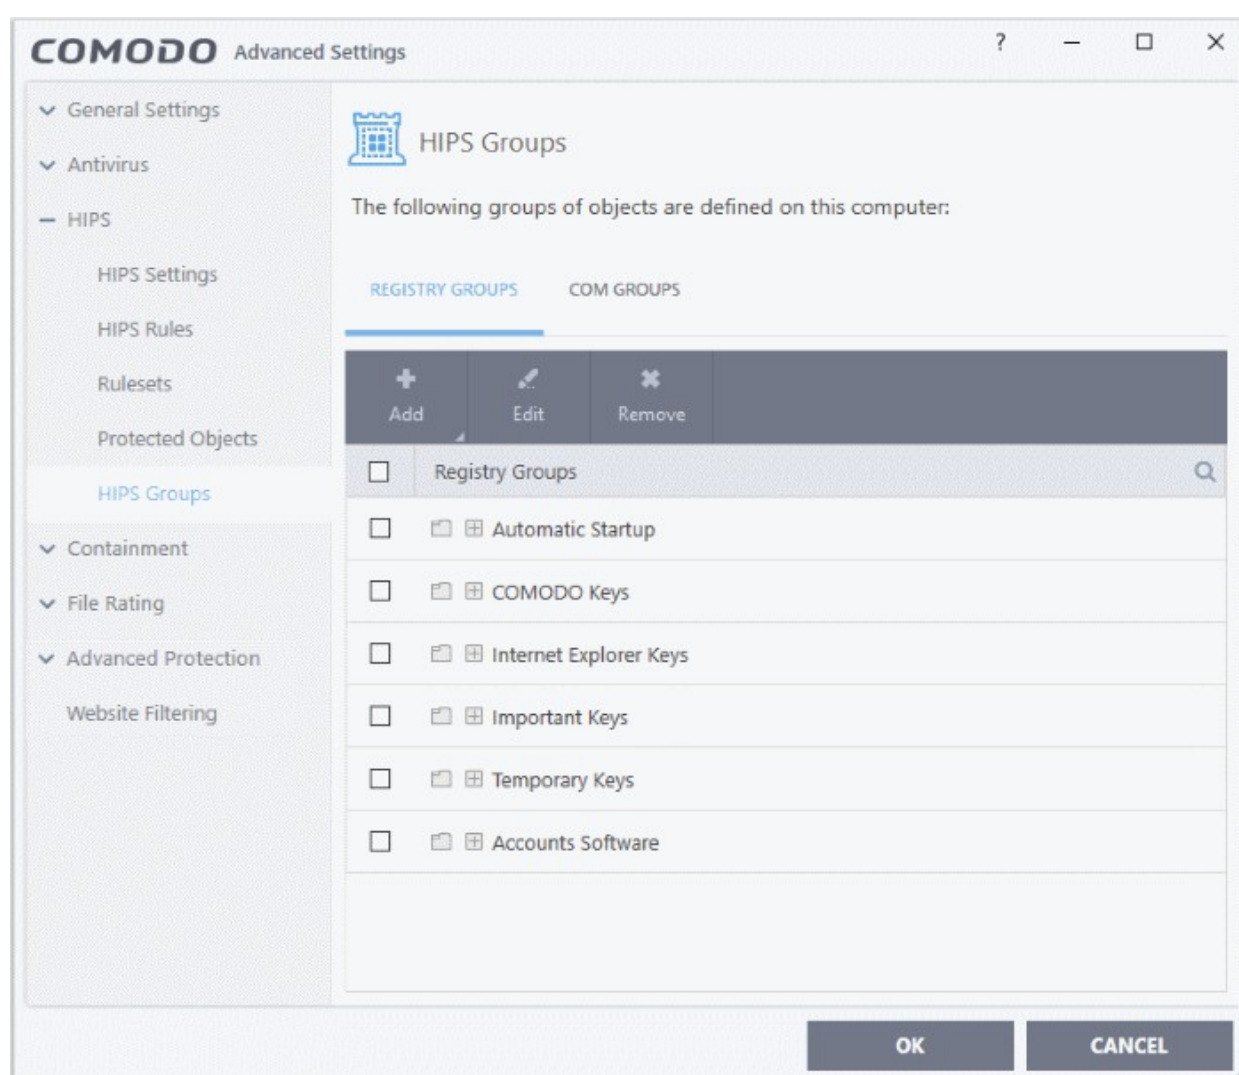 COMODO Advanced Settings ?
General Settings
Antivirus
HIPS
HIPS Settings
HIPS Rules
Rulesets
Protected Objects
HIPS Groups
Containment
File Rating
Advanced Protection
Website Filtering
HIPS Groups
The following groups of objects are defined on this computer:
REGISTRY GROUPS COM GROUPS
Add Edit Remove
Registry Groups
Automatic Startup
COMODO Keys
Internet Explorer Keys
Important Keys
Temporary Keys
Accounts Software
OK CANCEL